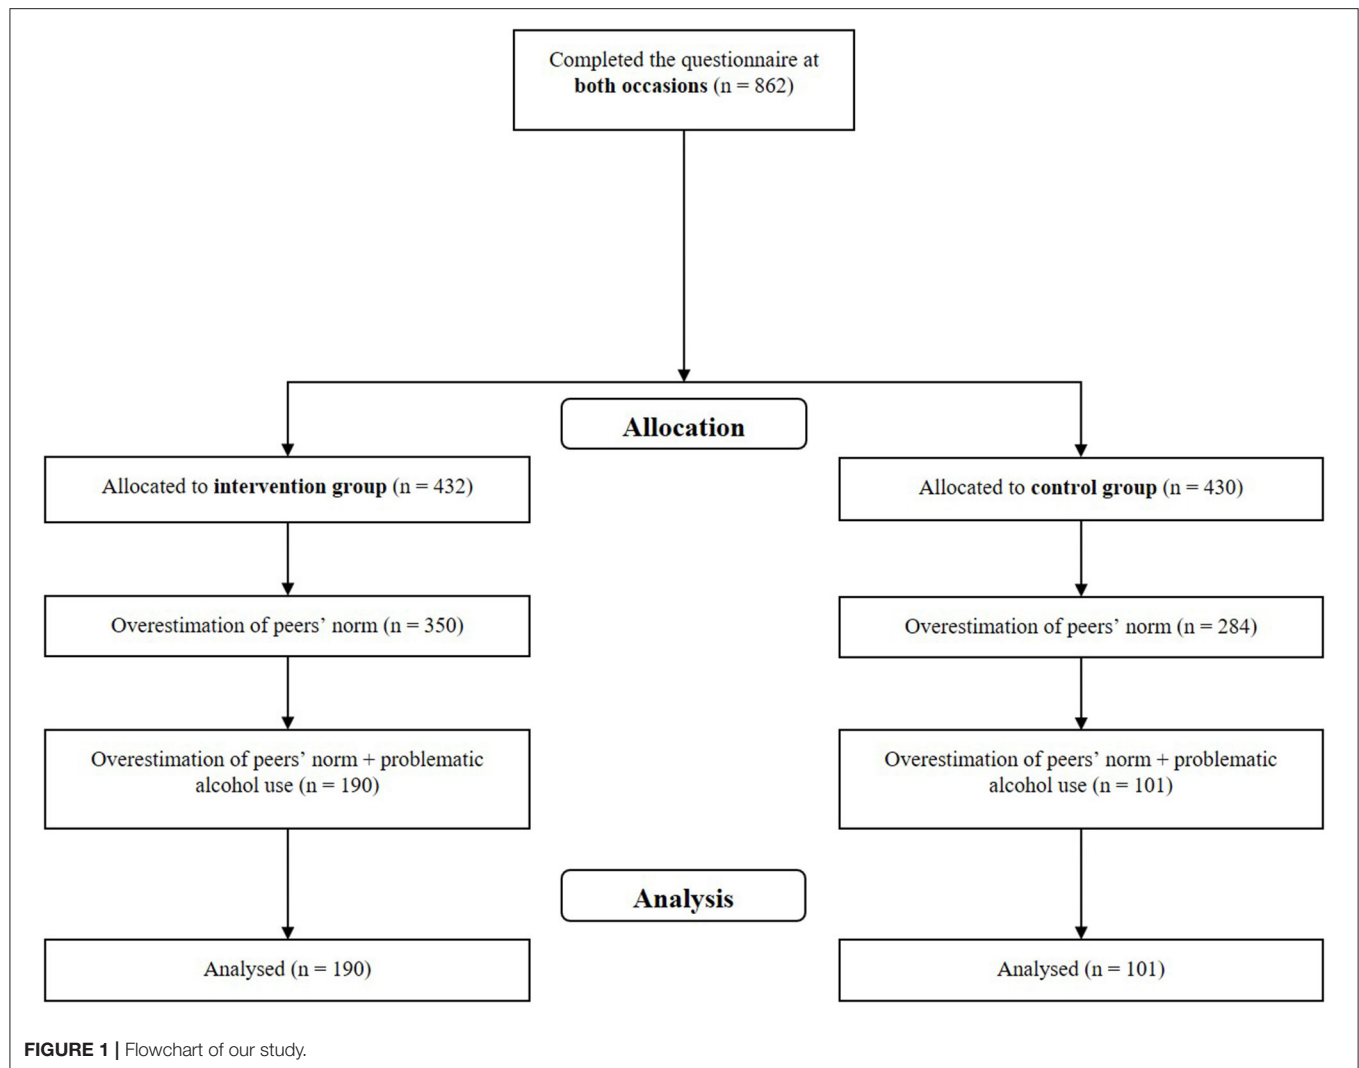 Completed the questionnaire at
both occasions (n = 862)
Allocation
Allocated to intervention group (n = 432)
Allocated to control group (n = 430)
Overestimation of peers’ norm (n = 350)
Overestimation of peers’ norm (n = 284)
Overestimation of peers’ norm + problematic
alcohol use (n = 190)
Overestimation of peers’ norm + problematic
alcohol use (n = 101)
Analysis
Analysed (n = 190)
Analysed (n = 101)
FIGURE 1 | Flowchart of our study.